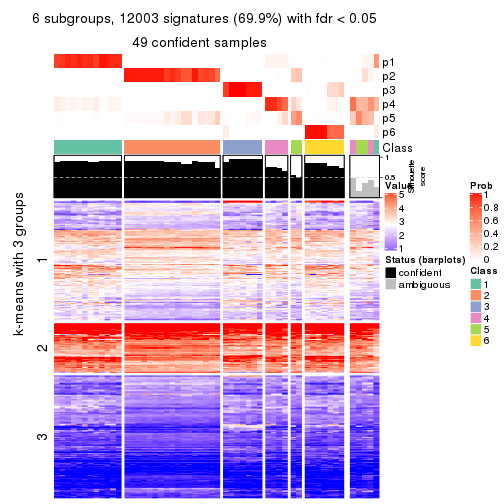 6 subgroups, 12003 signatures (69.9%) with fdr < 0.05
49 confident samples
p1
p2
p3
p4
p5
p6
Class
1
0.5
Silhouette
score
k-means with 3 groups
1
2
3
Value
5
4
3
2
1
Status (barplots)
confident
ambiguous
Prob
1
0.8
0.6
0.4
0.2
0
Class
1
2
3
4
5
6